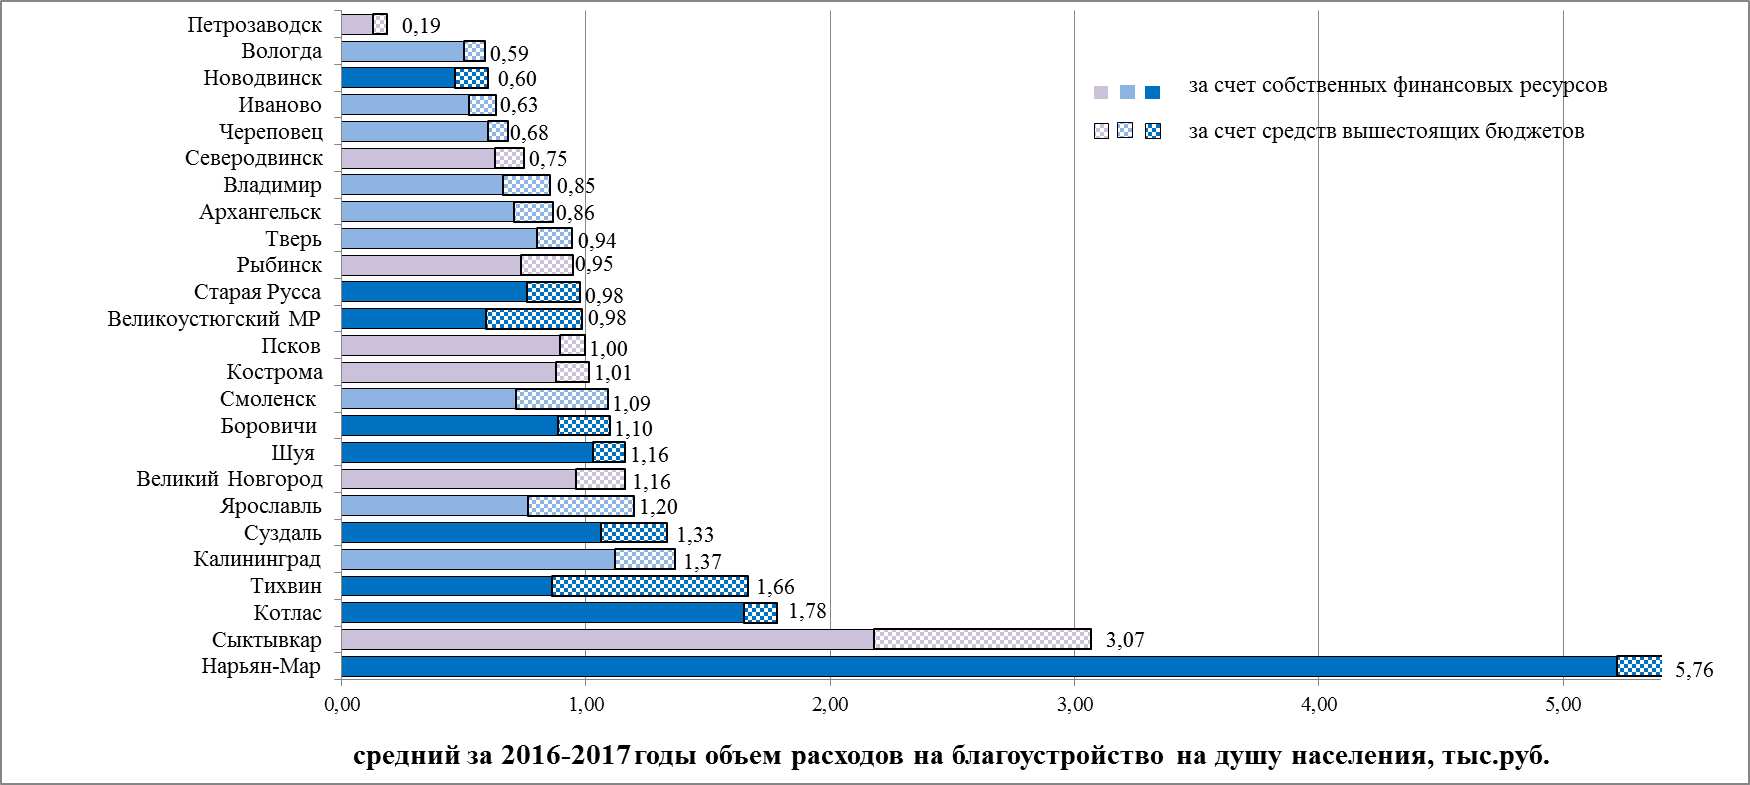 Петрозаводск 0,19
Вологда 0,59
Новодвинск 0,60
за счет собственных финансовых ресурсов
Иваново 0,63
Череповец 0,68
за счет средств вышестоящих бюджетов
Северодвинск 0,75
Владимир 0,85
Архангельск 0,86
Тверь 0,94
Рыбинск 0,95
Старая Русса 0,98
Великоустюгский МР 0,98
Псков 1,00
Кострома 1,01
Смоленск 1,09
Боровичи 1,10
Шуя 1,16
Великий Новгород 1,16
Ярославль 1,20
Суздаль 1,33
Калининград 1,37
Тихвин 1,66
Котлас 1,78
Сыктывкар 3,07
Нарьян-Мар 5,76
0,00 1,00 2,00 3,00 4,00 5,00
средний за 2016-2017 годы объем расходов на благоустройство на душу населения, тыс.руб.